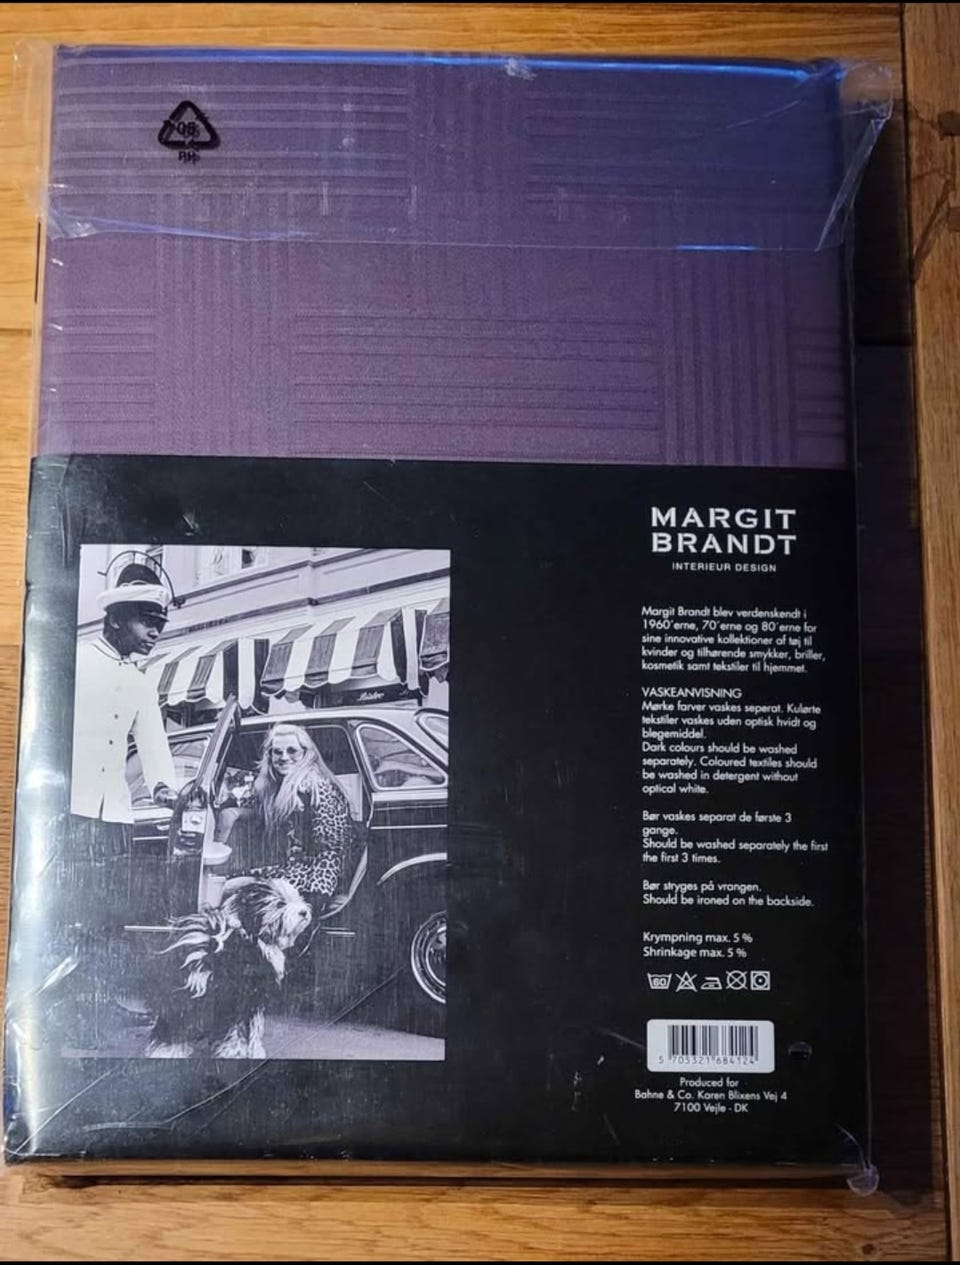 06
MARGIT
BRANDT
INTERIEUR DESIGN
Margit Brandt blev verdenskendt i
1960´erne, 70´erne og 80´erne for
sine innovative kollektioner af tøj til
kvinder og tilhørende smykker, briller,
kosmetik samt tekstiler til hjemmet.
VASKEANVISNING
Mørke farver vaskes seperat. Kulørte
tekstiler vaskes uden optisk hvidt og
blegemiddel.
Dark colours should be washed
separately. Coloured textiles should
be washed in detergent without
optical white.
Bør vaskes separat de første 3
gange.
Should be washed separately the first
the first 3 times.
Bør stryges på vrangen.
Should be ironed on the backside.
Krympning max. 5 %
Shrinkage max. 5 %
60
5 705321 684124
Produced for
Bahne & Co. Karen Blixens Vej 4
7100 Vejle - DK
Bistro